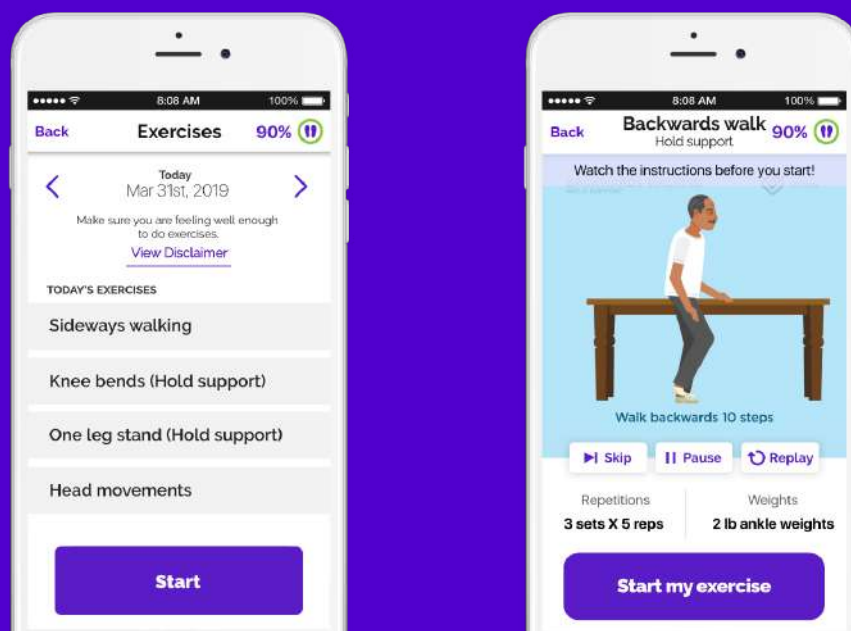 8:08 AM 100%
Back Exercises 90%
Today
Mar 31st, 2019
Make sure you are feeling well enough
to do exercises.
View Disclaimer
TODAY'S EXERCISES
Sideways walking
Knee bends (Hold support)
One leg stand (Hold support)
Head movements
Start
8:08 AM 100%
Back Backwards walk 90%
Hold support
Watch the instructions before you start!
Walk backwards 10 steps
Skip Pause Replay
Repetitions Weights
3 sets X 5 reps 2 lb ankle weights
Start my exercise